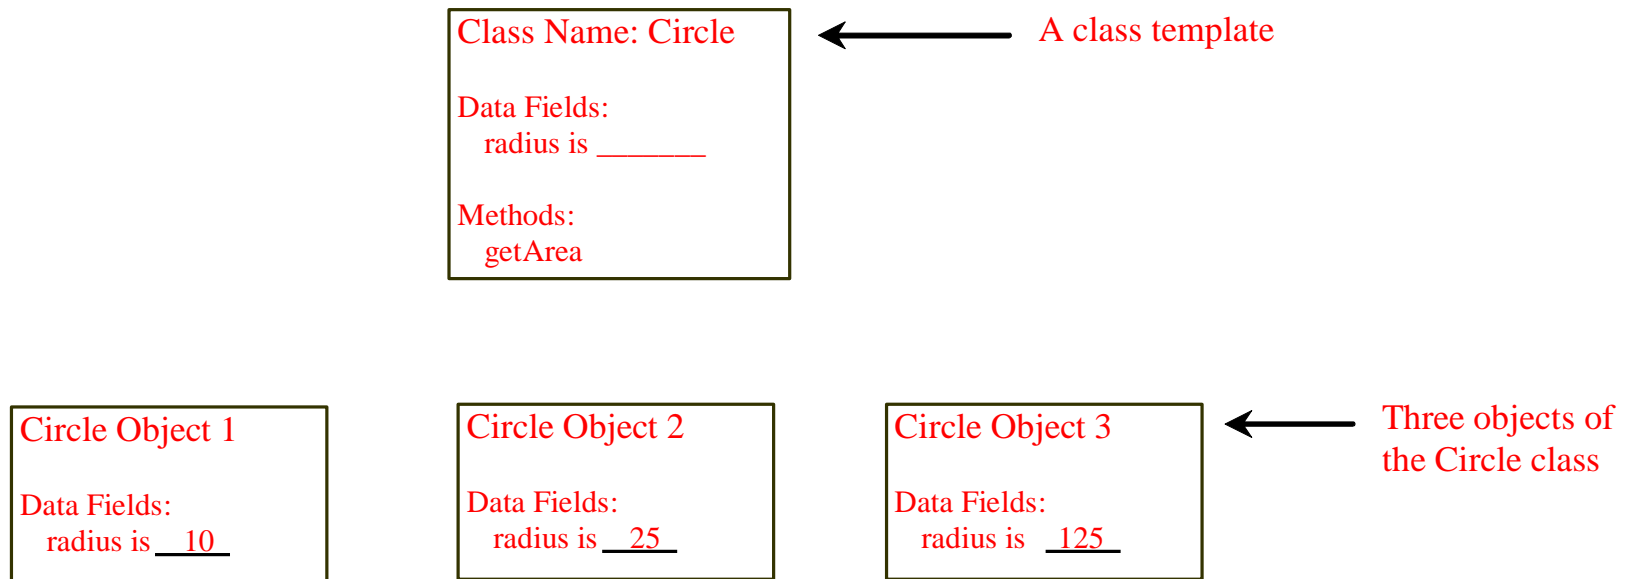 Class Name: Circle
Data Fields:
radius is _______
Methods:
getArea
A class template
Circle Object 1
Data Fields:
radius is 10
Circle Object 2
Data Fields:
radius is 25
Circle Object 3
Data Fields:
radius is 125
Three objects of
the Circle class